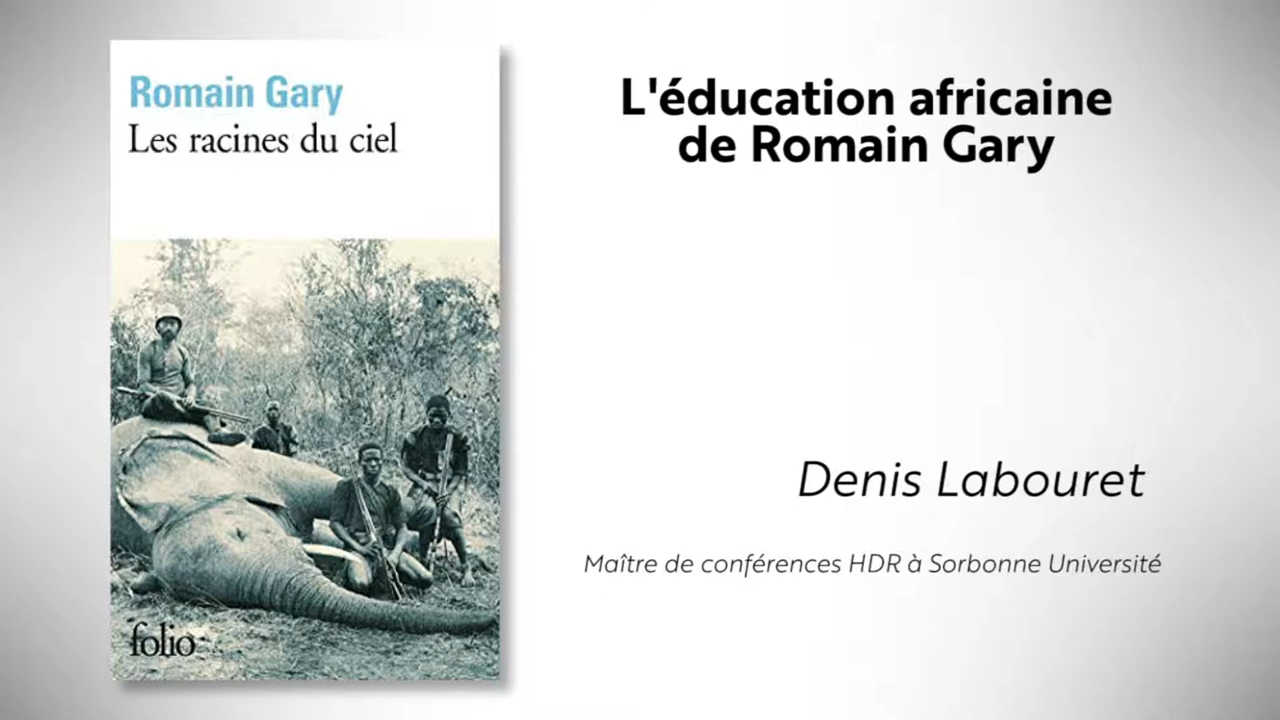 Romain Gary
Les racines du ciel
folio
L'éducation africaine
de Romain Gary
Denis Labouret
Maître de conférences HDR à Sorbonne Université